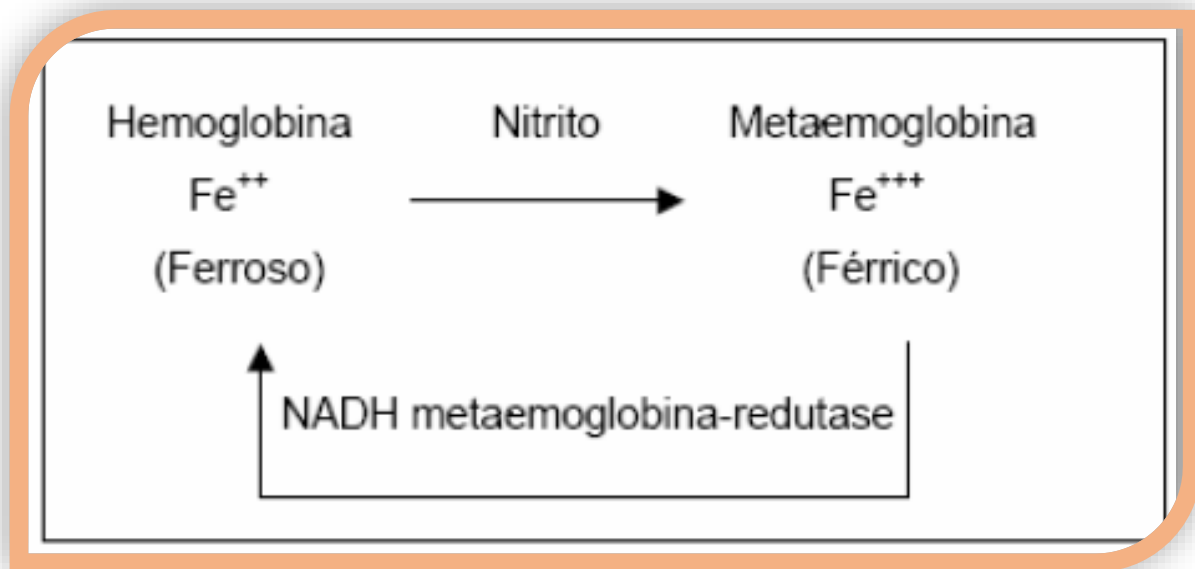 Hemoglobina Nitrito Metaemoglobina
Fe++ Fe+++
(Ferroso) (Férrico)
NADH metaemoglobina-redutase